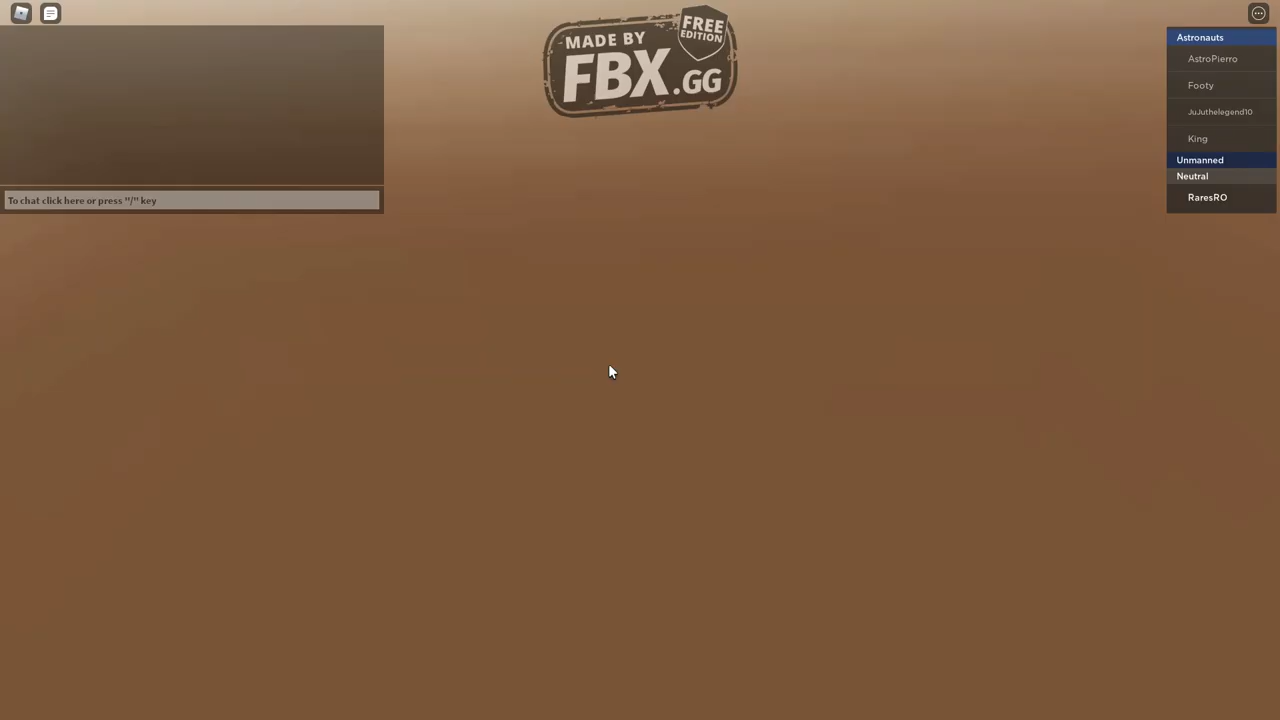 MADE BY
FREE
EDITION
FBX.GG
To chat click here or press "/" key
Astronauts
AstroPierro
Footy
JuJuthelegend10
King
Unmanned
Neutral
RaresRO